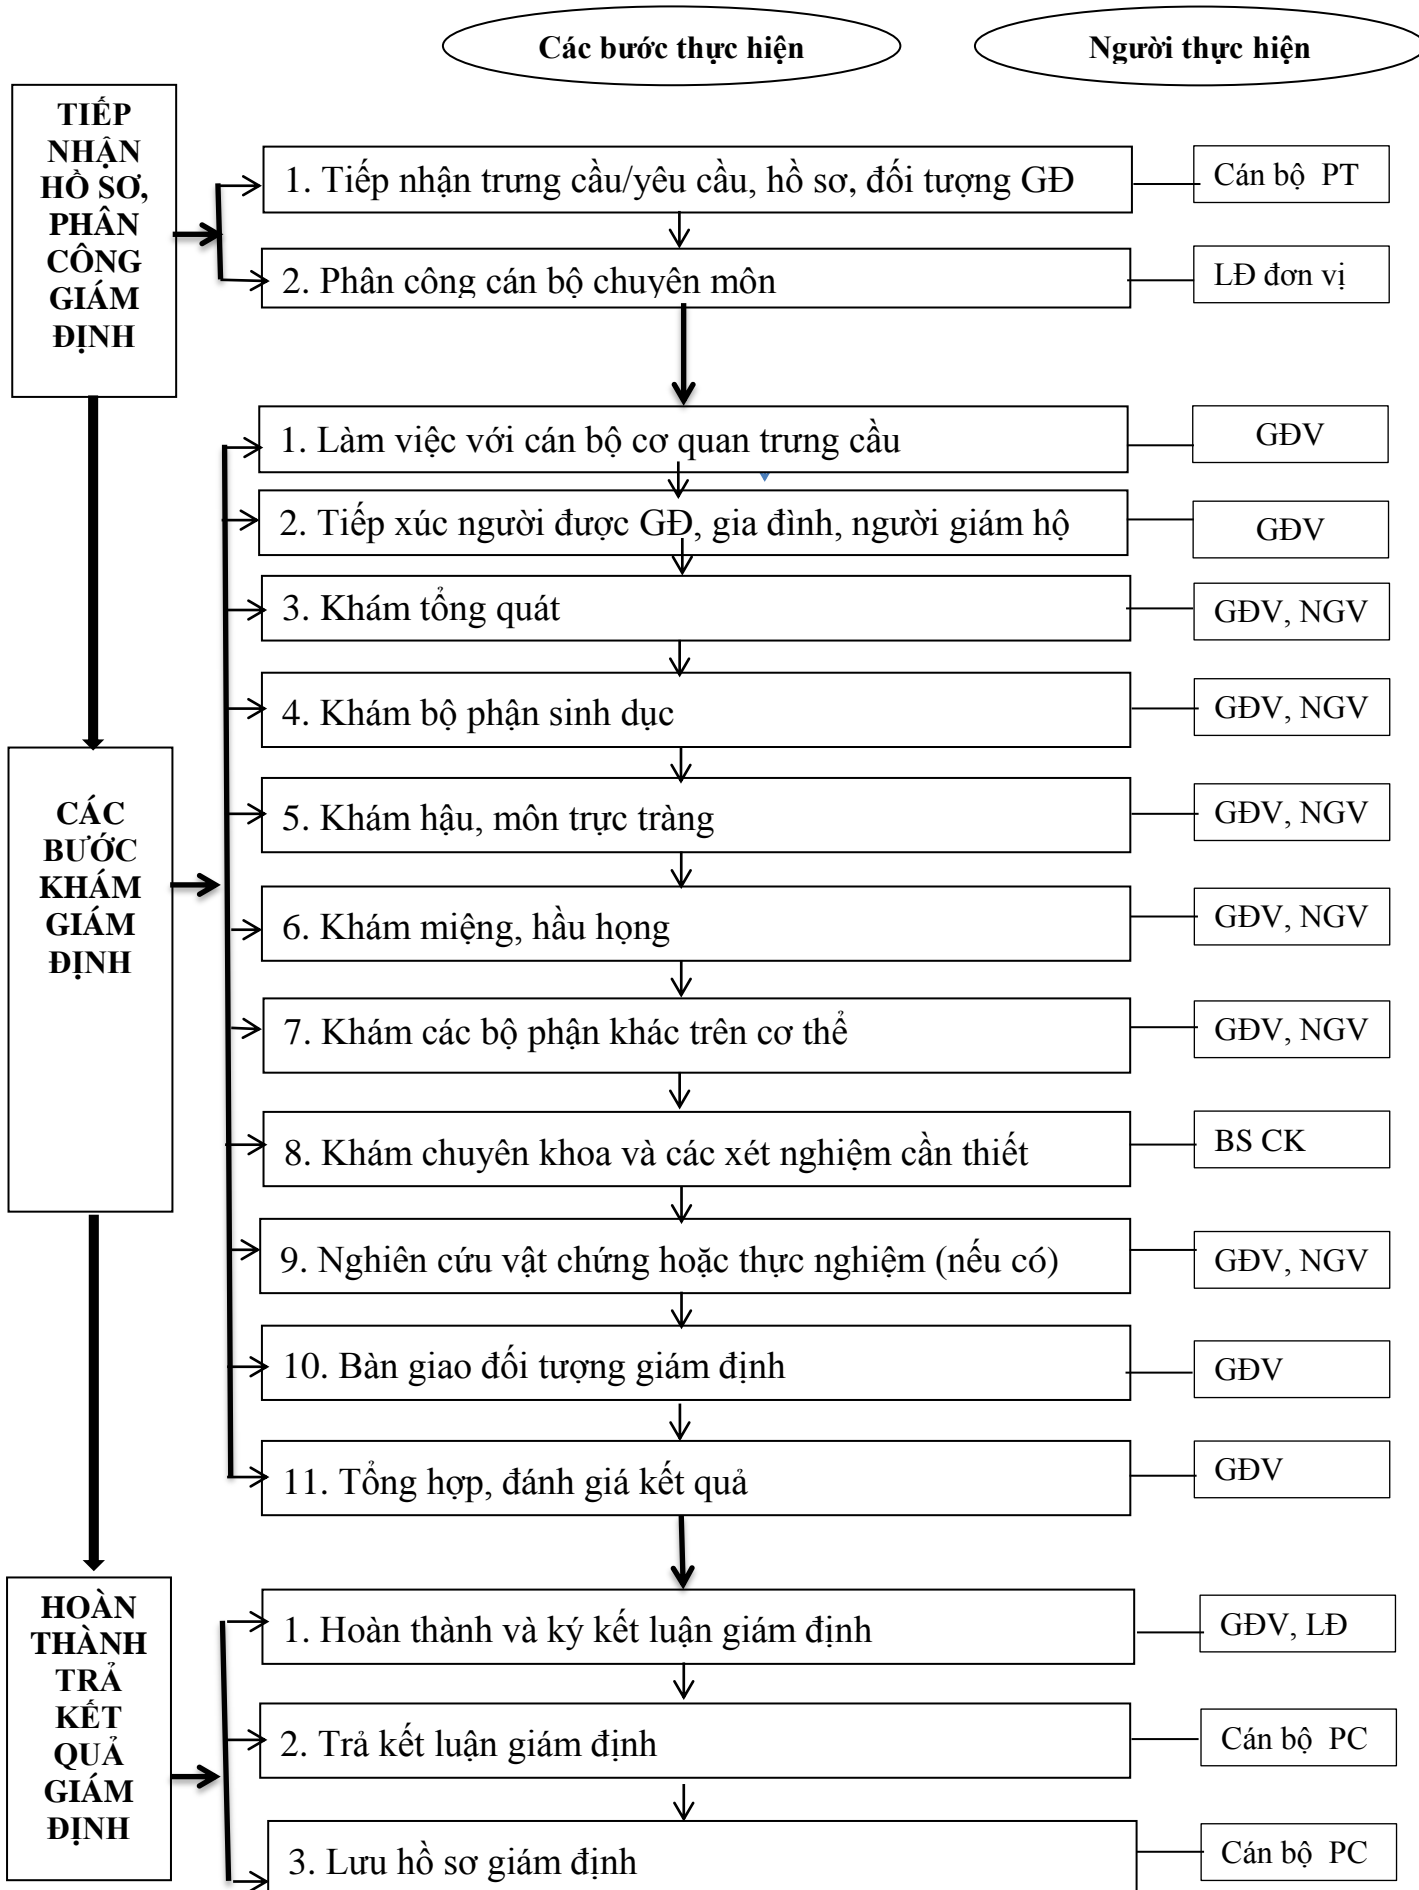 Các bước thực hiện
Người thực hiện
TIẾP
NHẬN
HỒ SƠ,
PHÂN
CÔNG
GIÁM
ĐỊNH
1. Tiếp nhận trưng cầu/yêu cầu, hồ sơ, đối tượng GĐ
Cán bộ PT
2. Phân công cán bộ chuyên môn
LĐ đơn vị
CÁC
BƯỚC
KHÁM
GIÁM
ĐỊNH
1. Làm việc với cán bộ cơ quan trưng cầu
GĐV
2. Tiếp xúc người được GĐ, gia đình, người giám hộ
GĐV
3. Khám tổng quát
GĐV, NGV
4. Khám bộ phận sinh dục
GĐV, NGV
5. Khám hậu, môn trực tràng
GĐV, NGV
6. Khám miệng, hầu họng
GĐV, NGV
7. Khám các bộ phận khác trên cơ thể
GĐV, NGV
8. Khám chuyên khoa và các xét nghiệm cần thiết
BS CK
9. Nghiên cứu vật chứng hoặc thực nghiệm (nếu có)
GĐV, NGV
10. Bàn giao đối tượng giám định
GĐV
11. Tổng hợp, đánh giá kết quả
GĐV
HOÀN
THÀNH
TRẢ
KẾT
QUẢ
GIÁM
ĐỊNH
1. Hoàn thành và ký kết luận giám định
GĐV, LĐ
2. Trả kết luận giám định
Cán bộ PC
3. Lưu hồ sơ giám định
Cán bộ PC